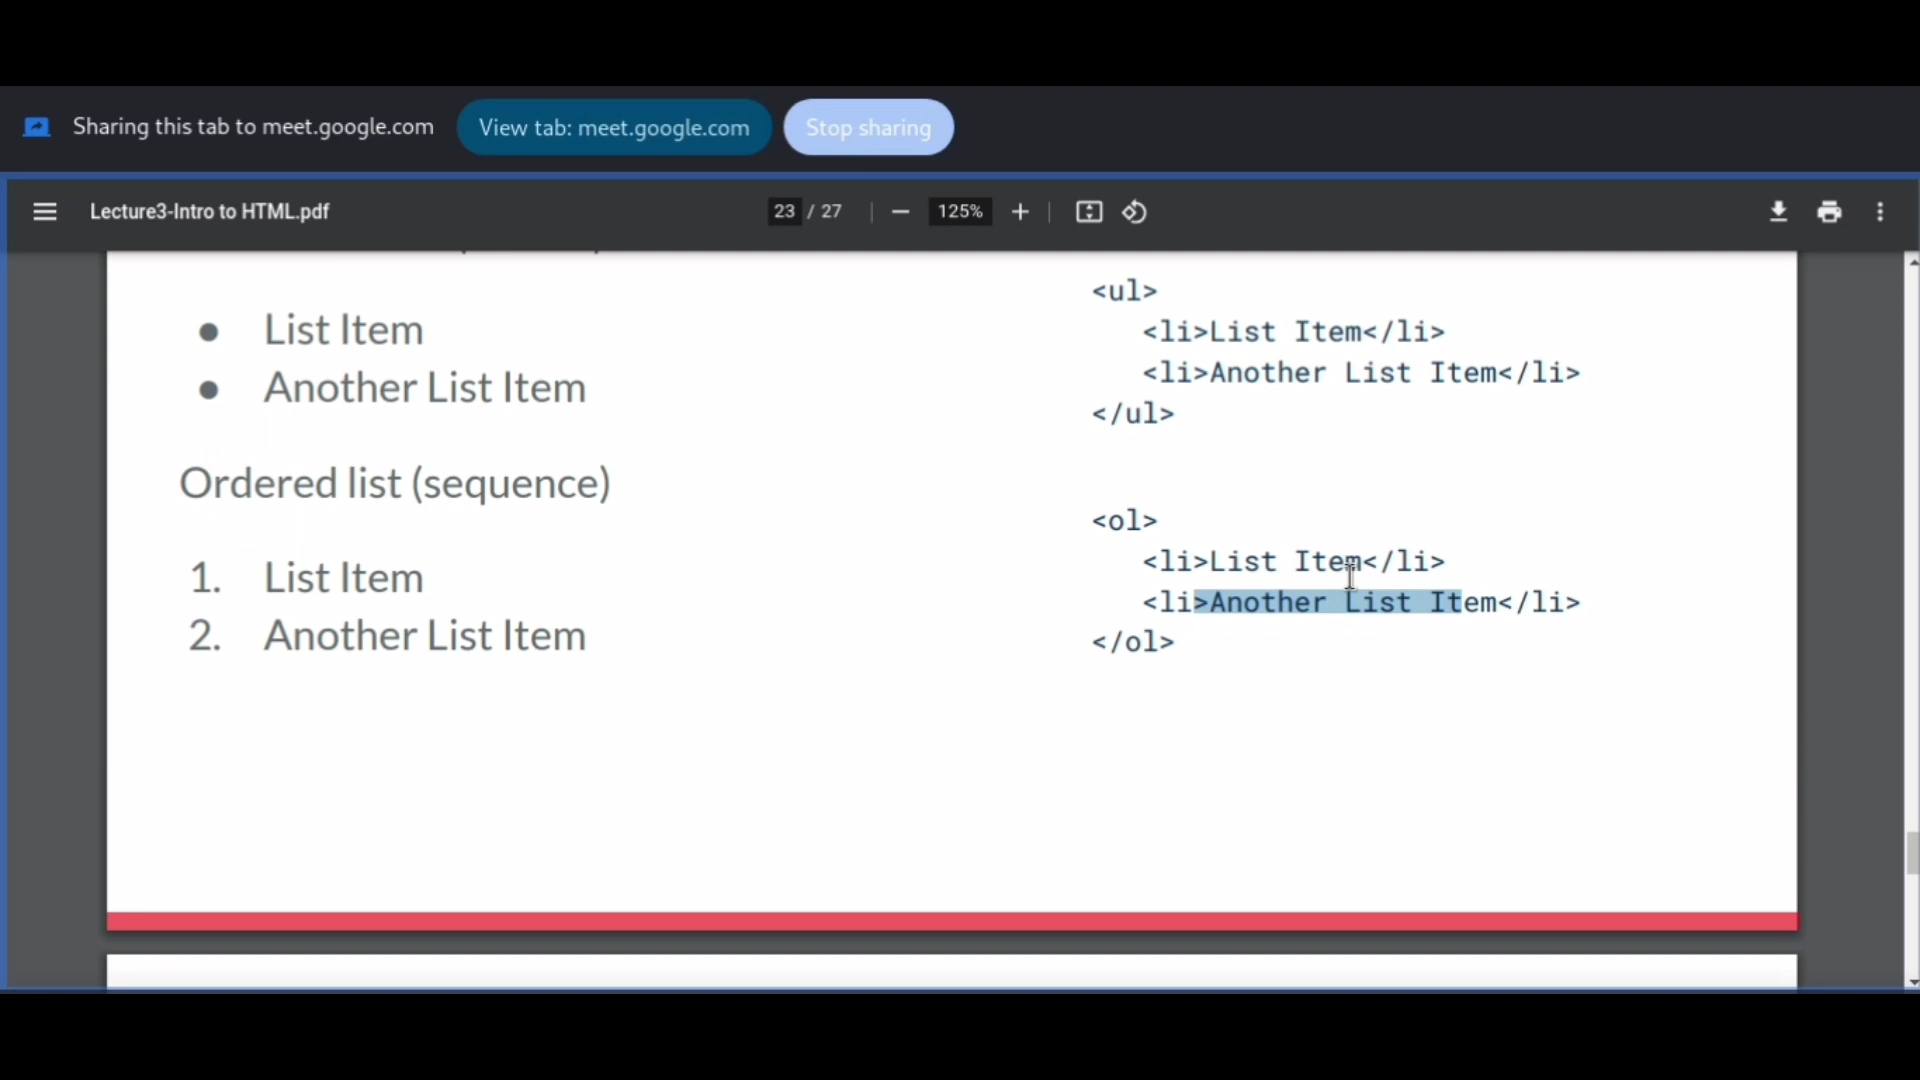 Sharing this tab to meet.google.com View tab: meet.google.com Stop sharing
Lecture3-Intro to HTML.pdf 23 / 27 125%
● List Item
● Another List Item
Ordered list (sequence)
1. List Item
2. Another List Item
<ul>
<li>List Item</li>
<li>Another List Item</li>
</ul>
<ol>
<li>List Item</li>
<li>Another List Item</li>
</ol>